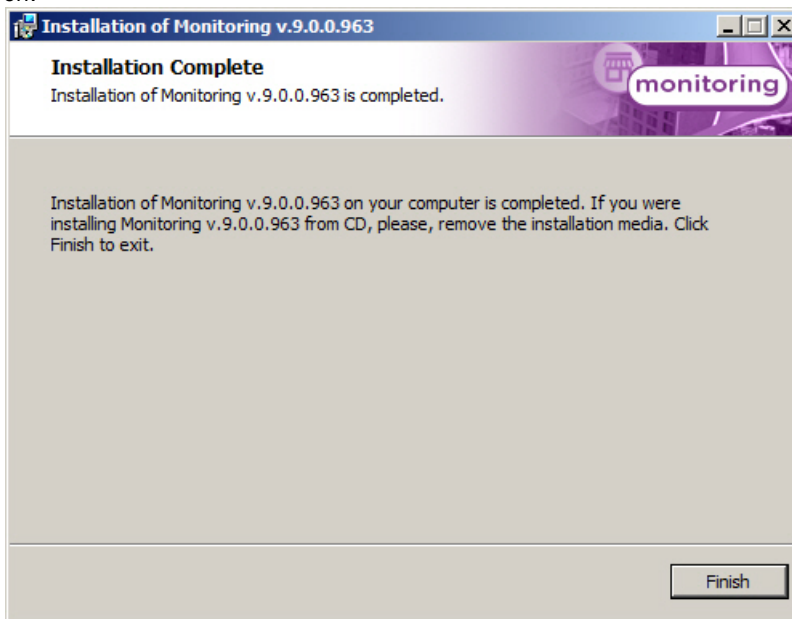 Installation of Monitoring v.9.0.0.963
Installation Complete
Installation of Monitoring v.9.0.0.963 is completed.
monitoring
Installation of Monitoring v.9.0.0.963 on your computer is completed. If you were
installing Monitoring v.9.0.0.963 from CD, please, remove the installation media. Click
Finish to exit.
Finish